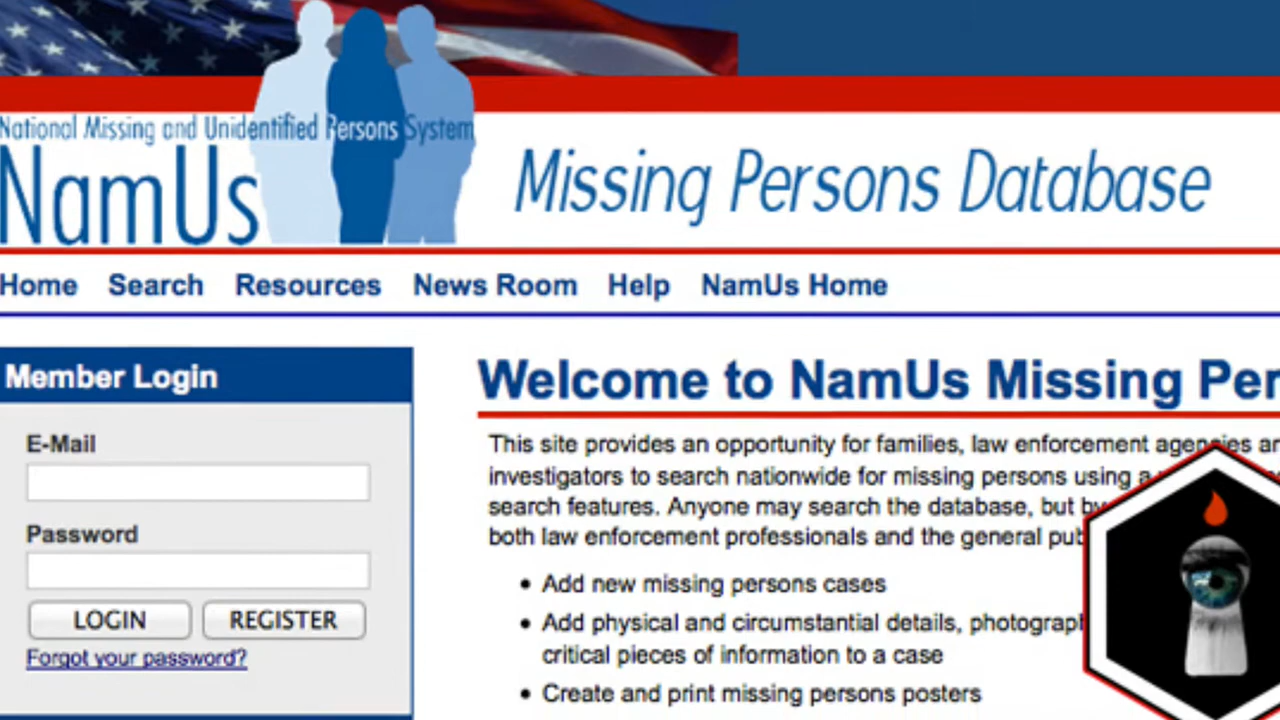 National Missing and Unidentified Persons System
NamUs
Missing Persons Database
Home Search Resources News Room Help NamUs Home
Member Login
E-Mail
Password
LOGIN REGISTER
Forgot your password?
Welcome to NamUs Missing
This site provides an opportunity for families, law enforcement agencies
investigators to search nationwide for missing persons using a
search features. Anyone may search the database, but by
both law enforcement professionals and the general
• Add new missing persons cases
• Add physical and circumstantial details,
critical pieces of information to a case
• Create and print missing persons posters